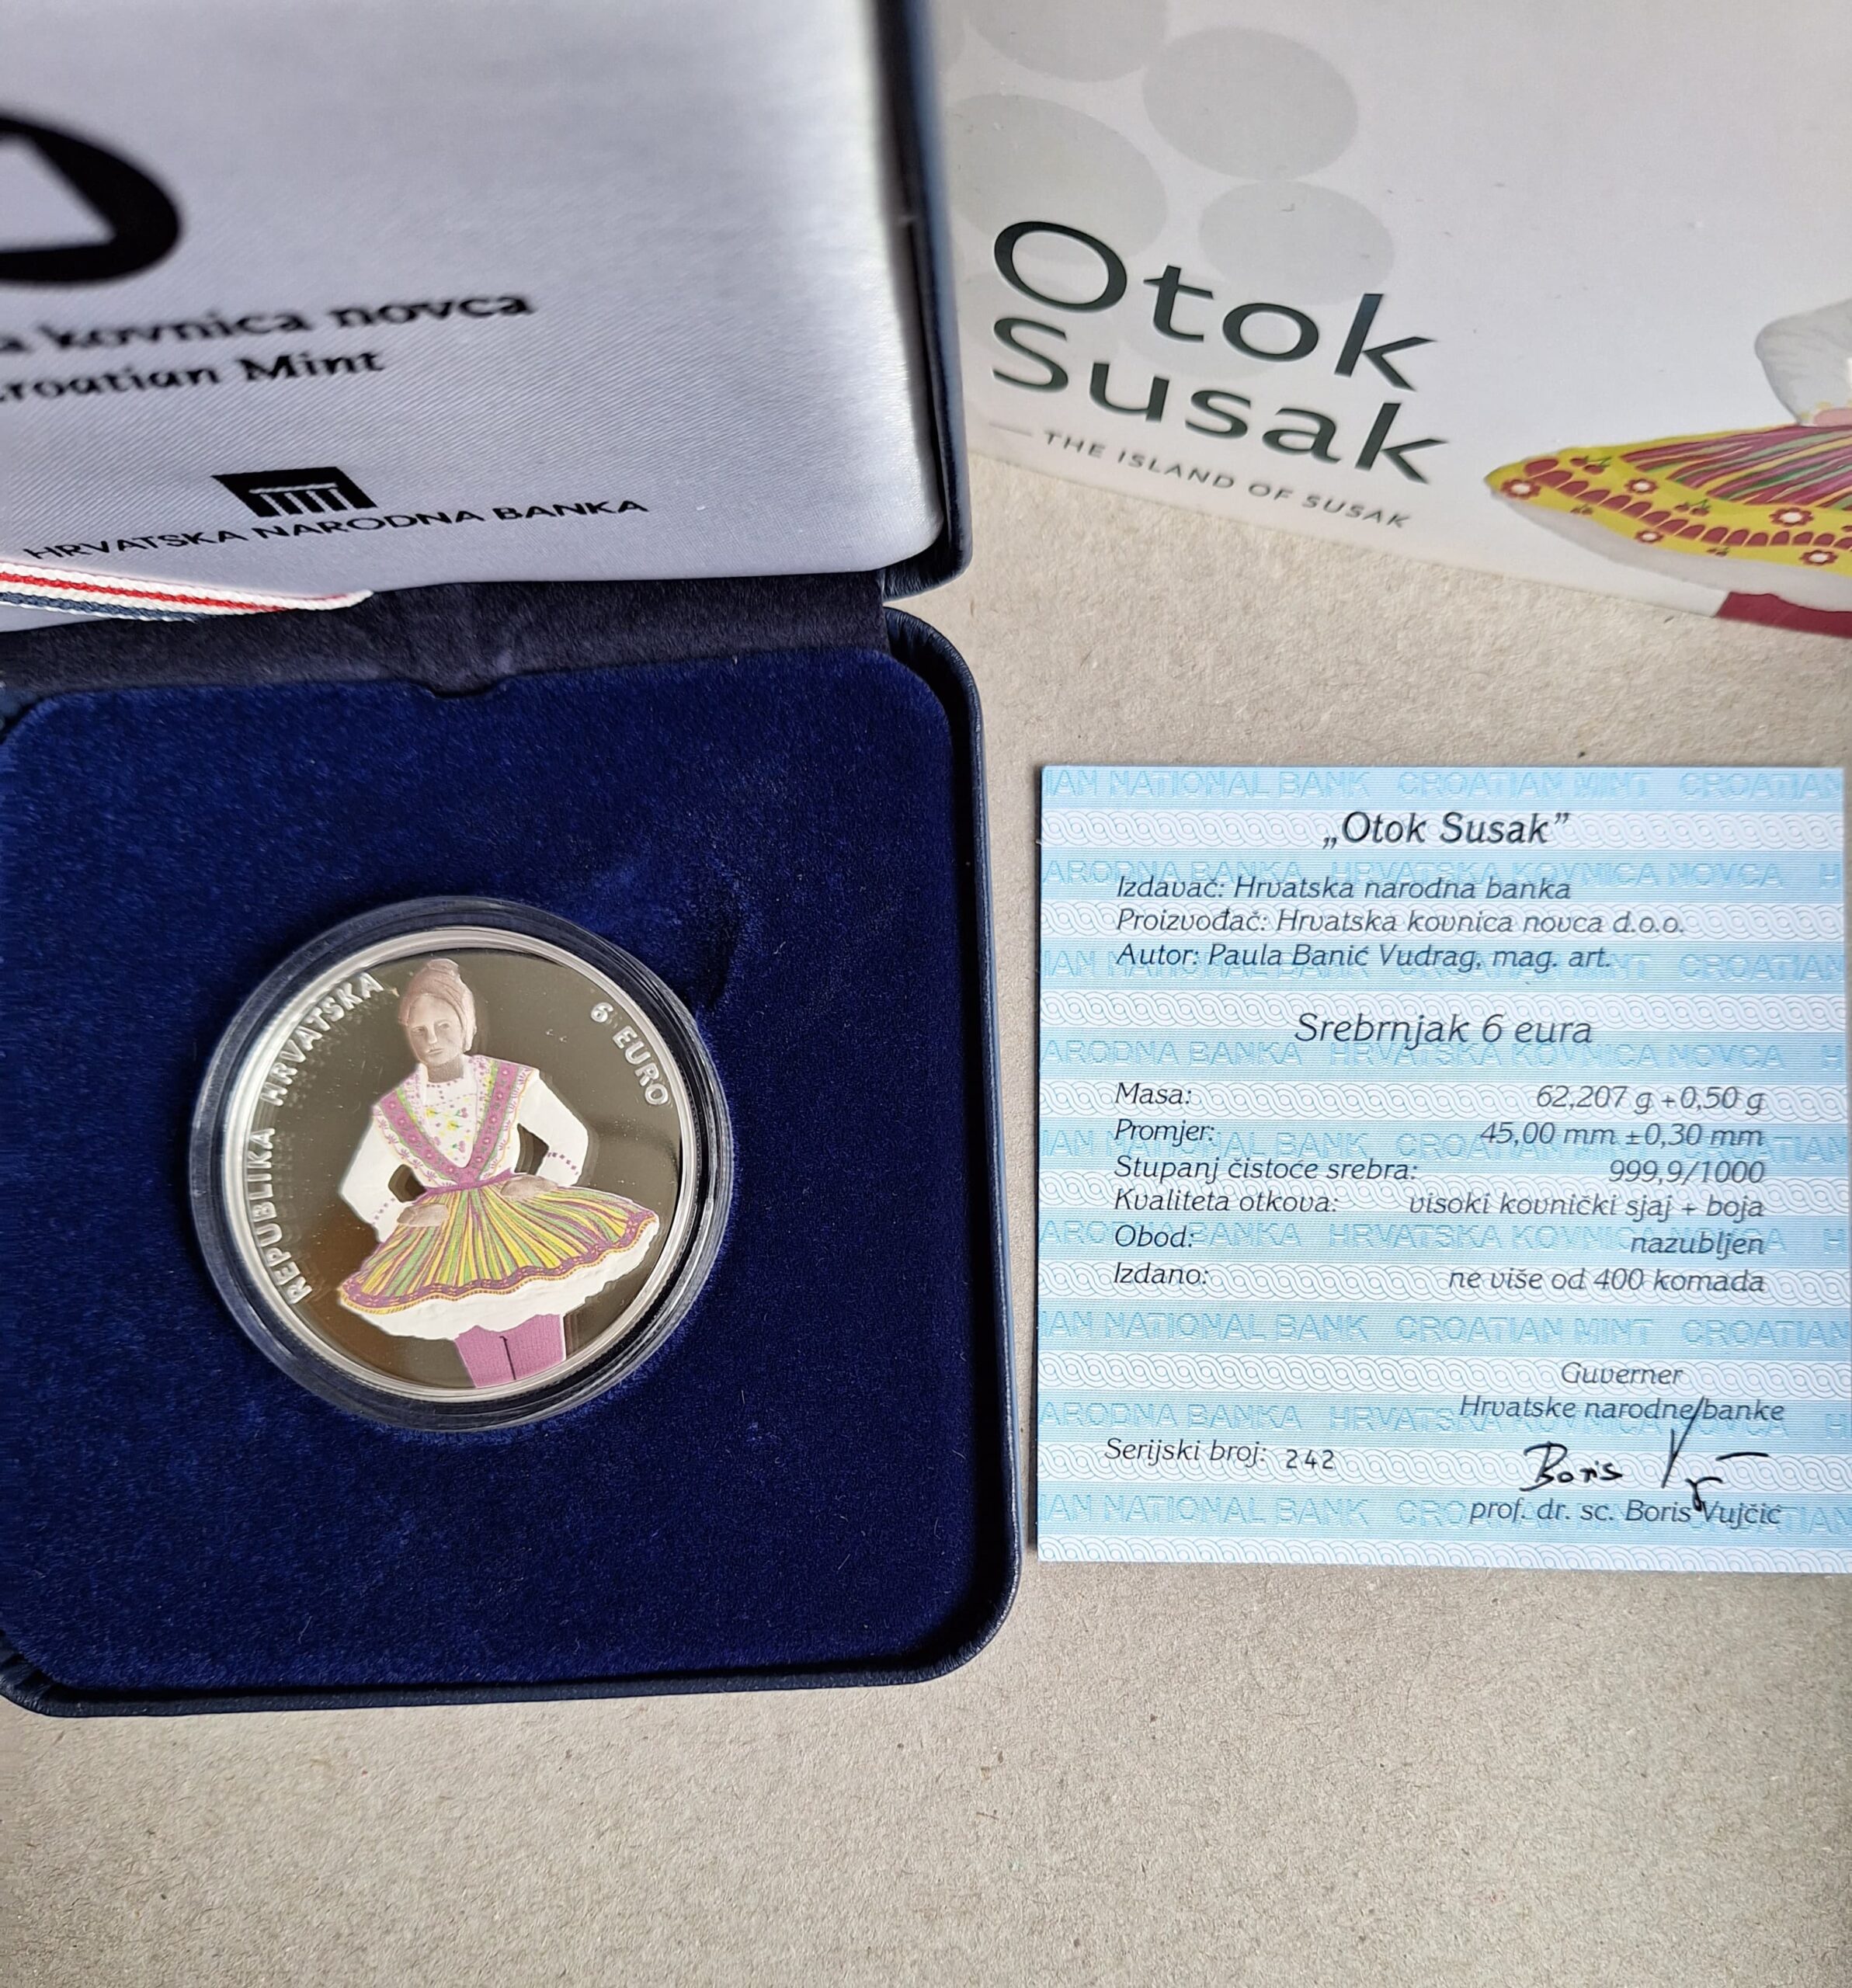 kovnica novca
Croatian Mint
HRVATSKA NARODNA BANKA
Otok
Susak
THE ISLAND OF SUSAK
REPUBLIKA HRVATSKA
6 EURO
„Otok Susak”
Izdavač: Hrvatska narodna banka
Proizvođač: Hrvatska kovnica novca d.o.o.
Autor: Paula Banić Vudrag, mag. art.
Srebrnjak 6 eura
Masa: 62,207 g +0,50 g
Promjer: 45,00 mm ±0,30 mm
Stupanj čistoće srebra: 999,9/1000
Kvaliteta otkova: visoki kovnički sjaj + boja
Obod: nazubljen
Izdano: ne više od 400 komada
Guverner
Hrvatske narodne banke
Serijski broj: 242
Boris
prof. dr. sc. Boris Vujčić